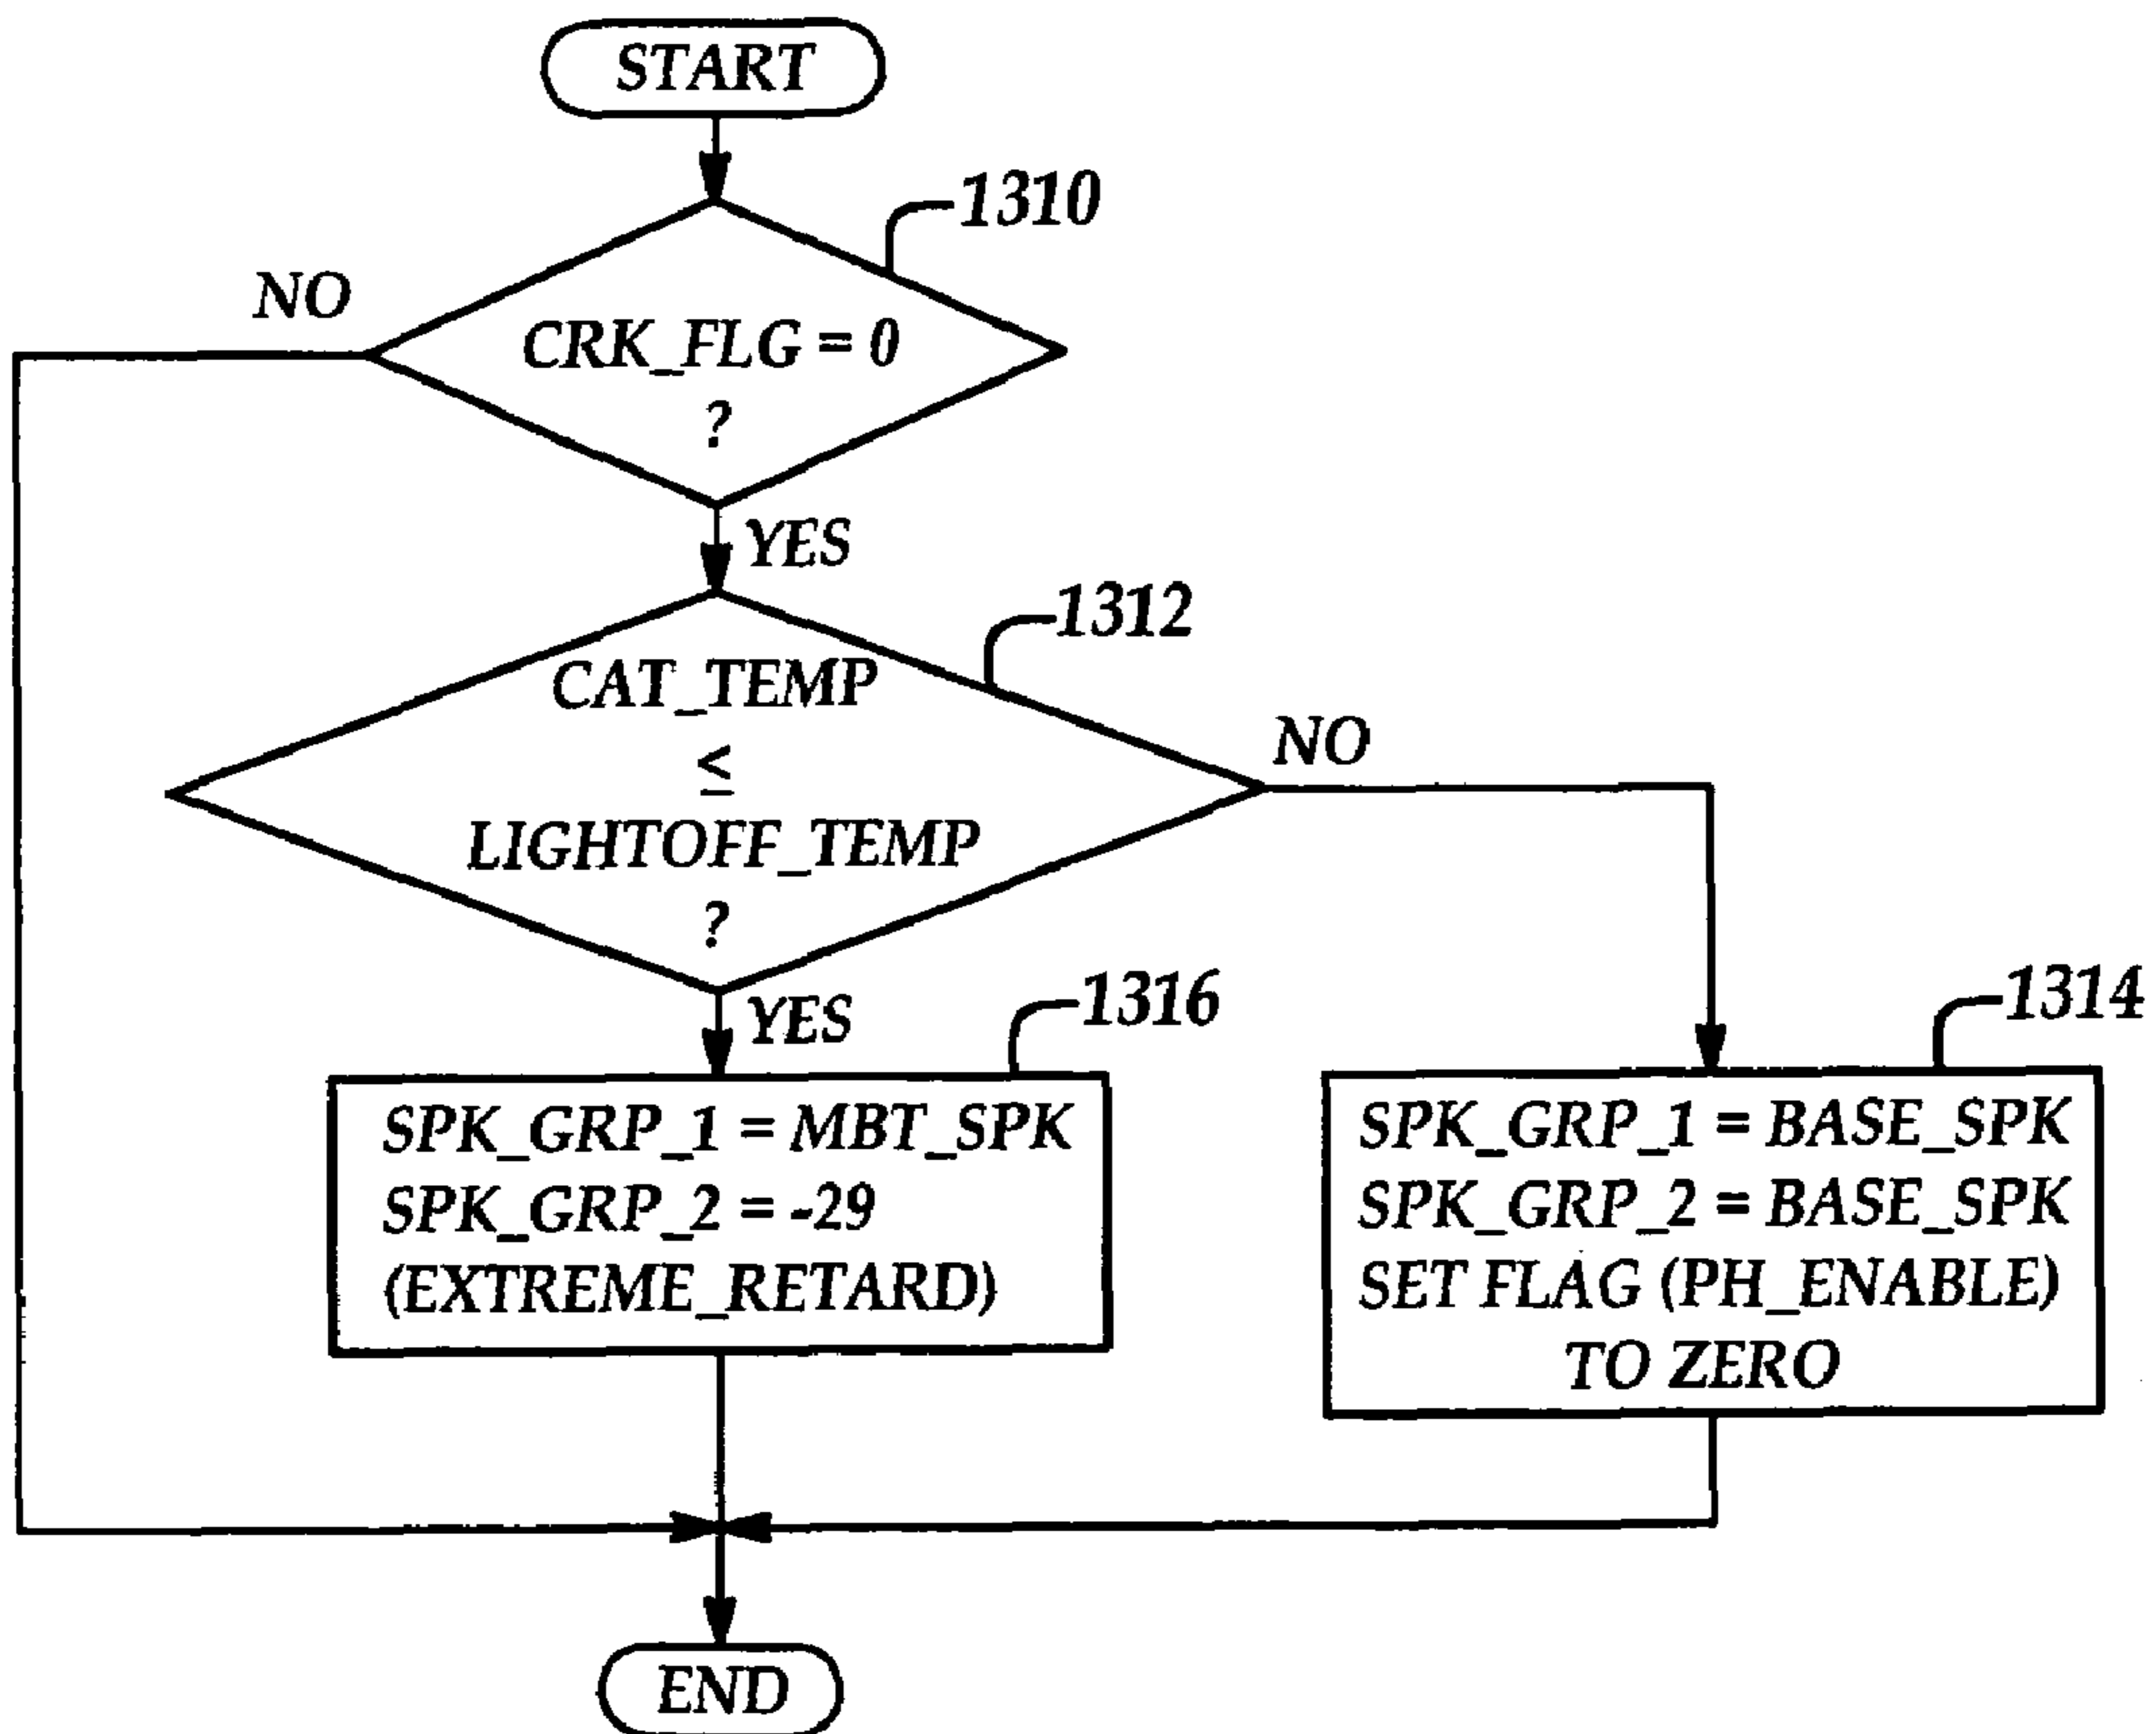 START
1310
NO
CRK_FLG = 0
?
YES
1312
CAT_TEMP
≤
LIGHTOFF_TEMP
?
NO
YES
1316
1314
SPK_GRP_1 = MBT_SPK
SPK_GRP_2 = -29
(EXTREME_RETARD)
SPK_GRP_1 = BASE_SPK
SPK_GRP_2 = BASE_SPK
SET FLAG (PH_ENABLE)
TO ZERO
END